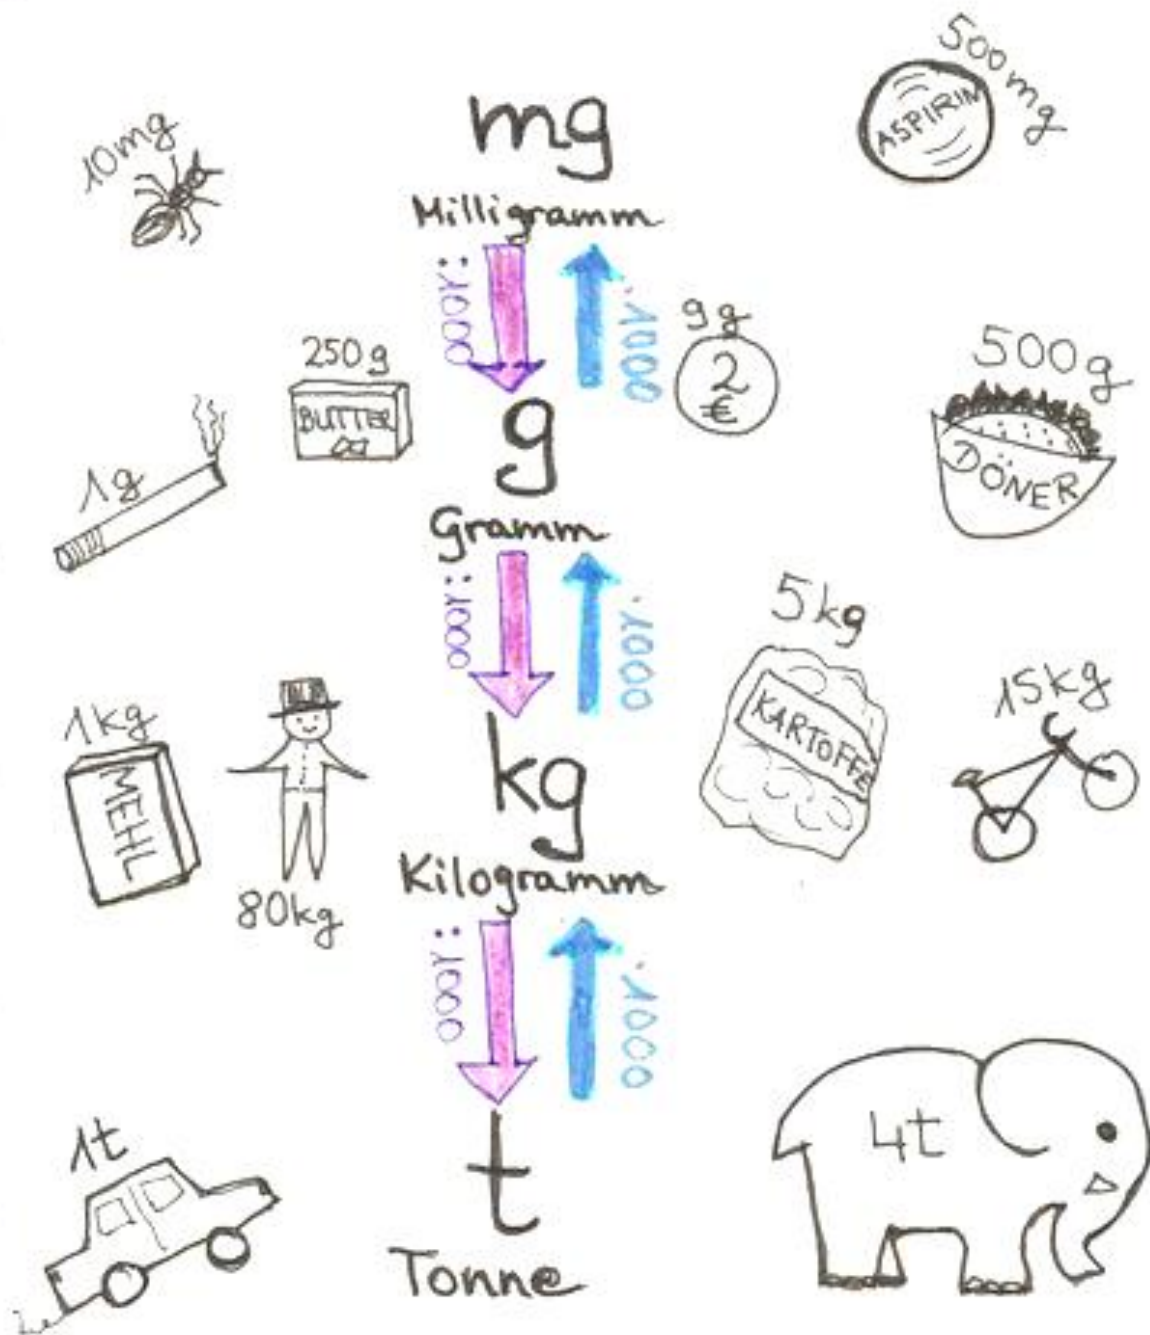 500mg
ASPIRIN
10mg
mg
Milligramm
:1000
·1000
9g
2
€
250g
BUTTER
500g
DÖNER
g
1g
Gramm
:1000
·1000
5kg
KARTOFFE
15kg
1kg
MEHL
kg
80kg
Kilogramm
:1000
·1000
1t
4t
t
Tonne